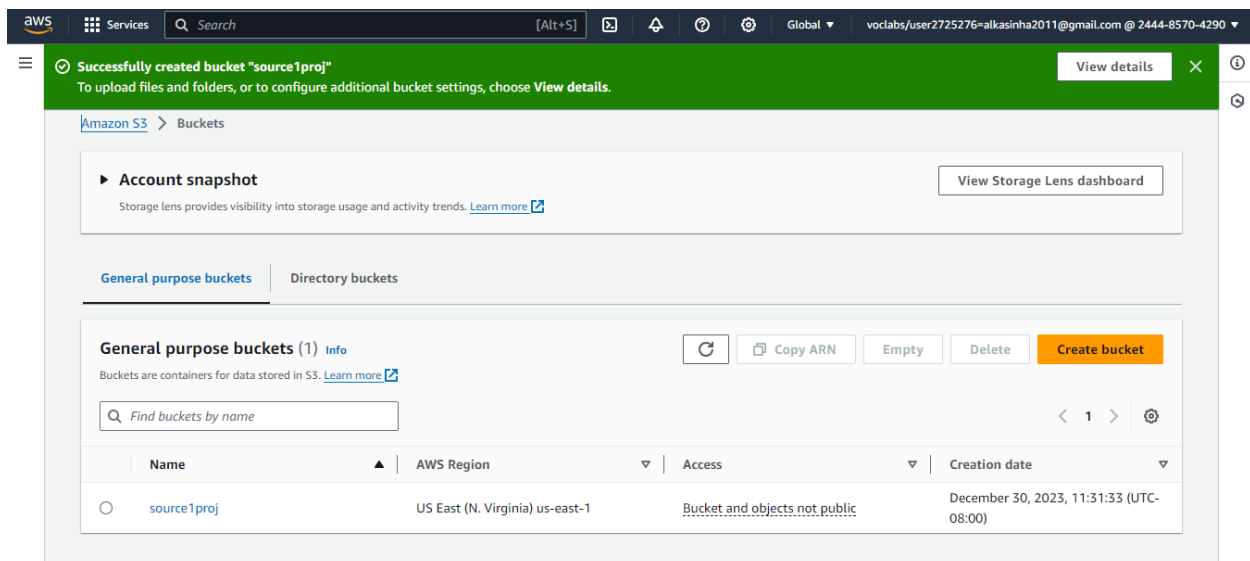 aws Services Search [Alt+S] Global voclabs/user2725276=alkasinha2011@gmail.com @ 2444-8570-4290
Successfully created bucket "source1proj" View details
To upload files and folders, or to configure additional bucket settings, choose View details.
Amazon S3 Buckets
Account snapshot View Storage Lens dashboard
Storage lens provides visibility into storage usage and activity trends. Learn more
General purpose buckets Directory buckets
General purpose buckets (1) Info Copy ARN Empty Delete Create bucket
Buckets are containers for data stored in S3. Learn more
Find buckets by name 1
Name AWS Region Access Creation date
source1proj US East (N. Virginia) us-east-1 Bucket and objects not public December 30, 2023, 11:31:33 (UTC-
08:00)